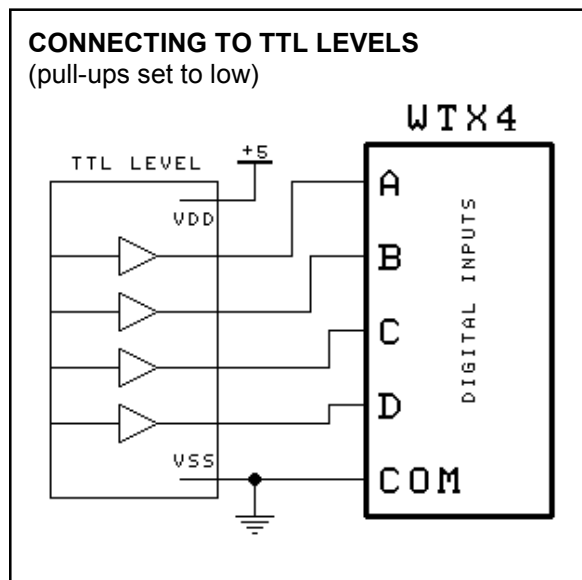 CONNECTING TO TTL LEVELS
(pull-ups set to low)
WTX4
TTL LEVEL
+5
VDD
A
B
C
D
COM
DIGITAL INPUTS
VSS